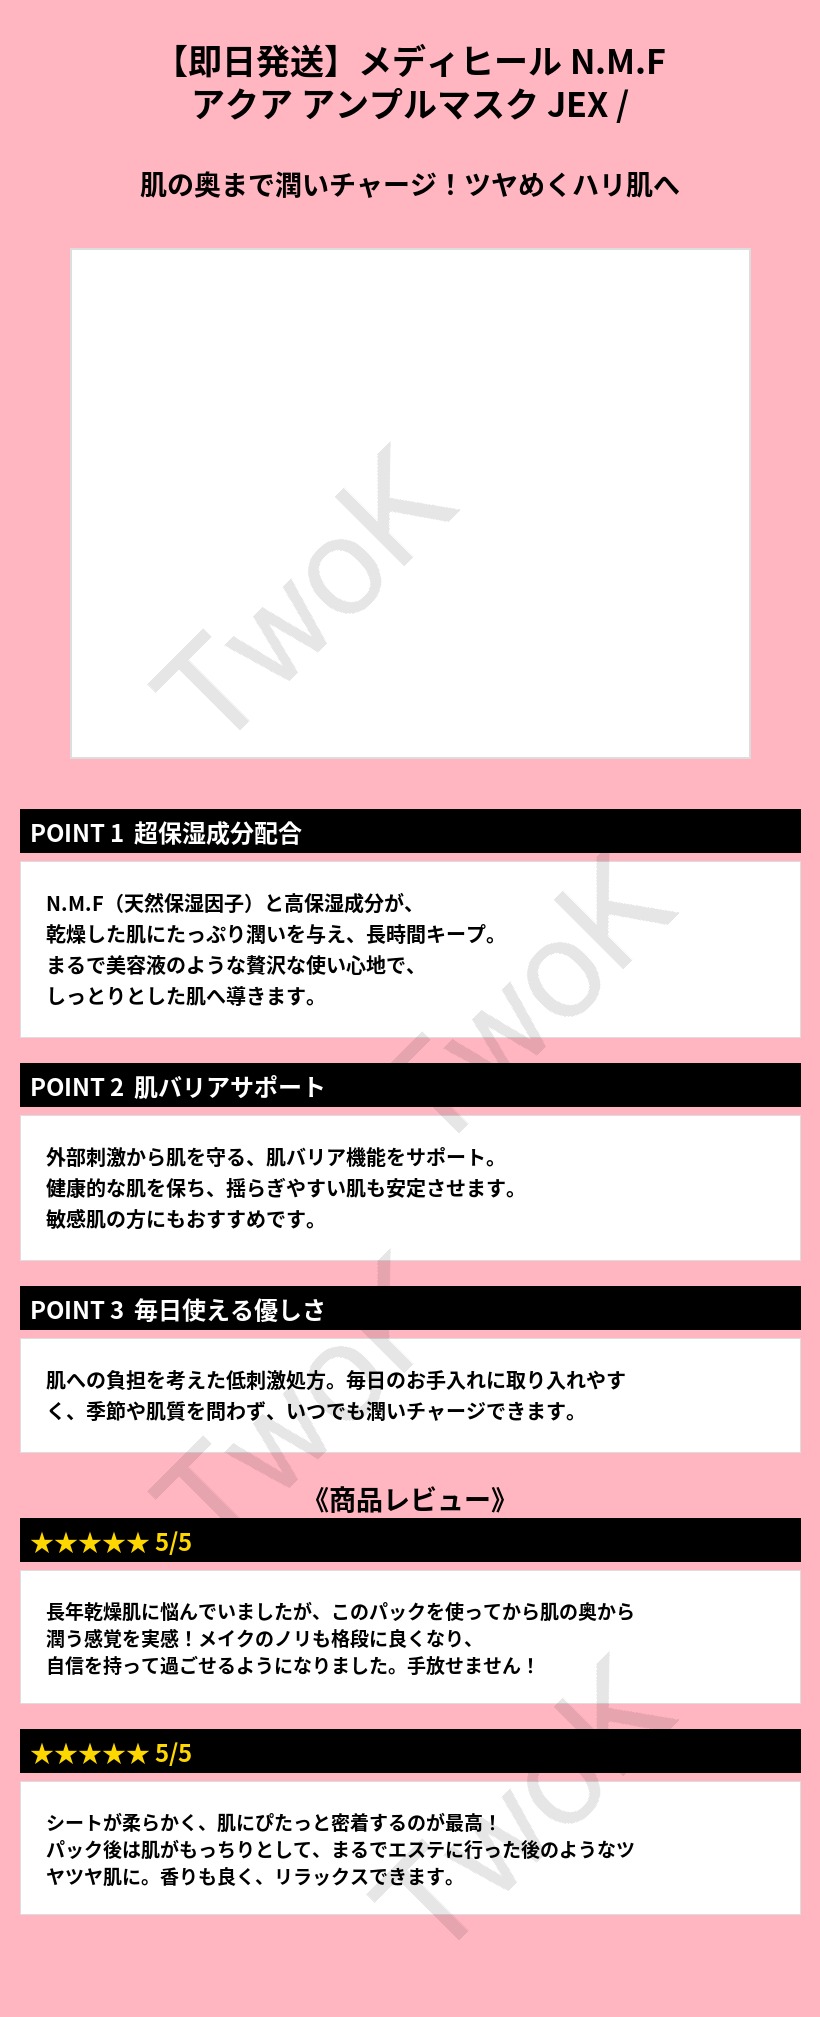 【即日発送】メディヒール N.M.F
アクア アンプルマスク JEX /
肌の奥まで潤いチャージ！ツヤめくハリ肌へ
TwoK
POINT 1 超保湿成分配合
N.M.F（天然保湿因子）と高保湿成分が、
乾燥した肌にたっぷり潤いを与え、長時間キープ。
まるで美容液のような贅沢な使い心地で、
しっとりとした肌へ導きます。
TwoK
POINT 2 肌バリアサポート
外部刺激から肌を守る、肌バリア機能をサポート。
健康的な肌を保ち、揺らぎやすい肌も安定させます。
敏感肌の方にもおすすめです。
POINT 3 毎日使える優しさ
肌への負担を考えた低刺激処方。毎日のお手入れに取り入れやす
く、季節や肌質を問わず、いつでも潤いチャージできます。
TwoK
《商品レビュー》
★★★★★ 5/5
長年乾燥肌に悩んでいましたが、このパックを使ってから肌の奥から
潤う感覚を実感！メイクのノリも格段に良くなり、
自信を持って過ごせるようになりました。手放せません！
★★★★★ 5/5
シートが柔らかく、肌にぴたっと密着するのが最高！
パック後は肌がもっちりとして、まるでエステに行った後のようなツ
ヤツヤ肌に。香りも良く、リラックスできます。
TwoK